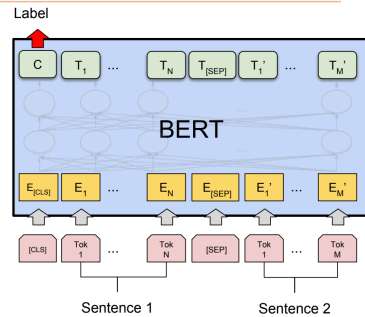 Label
C T1 ... TN T[SEP] T1’ ... TM’
BERT
E[CLS] E1 ... EN E[SEP] E1’ ... EM’
[CLS] Tok 1 ... Tok N [SEP] Tok 1 ... Tok M
Sentence 1 Sentence 2